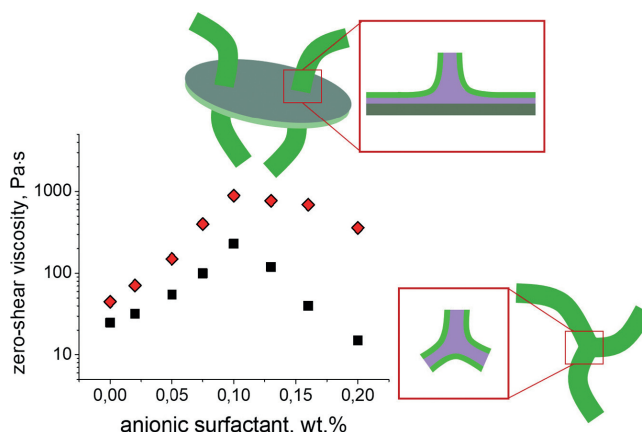 zero-shear viscosity, Pa·s
1000
100
10
0,00 0,05 0,10 0,15 0,20
anionic surfactant, wt.%